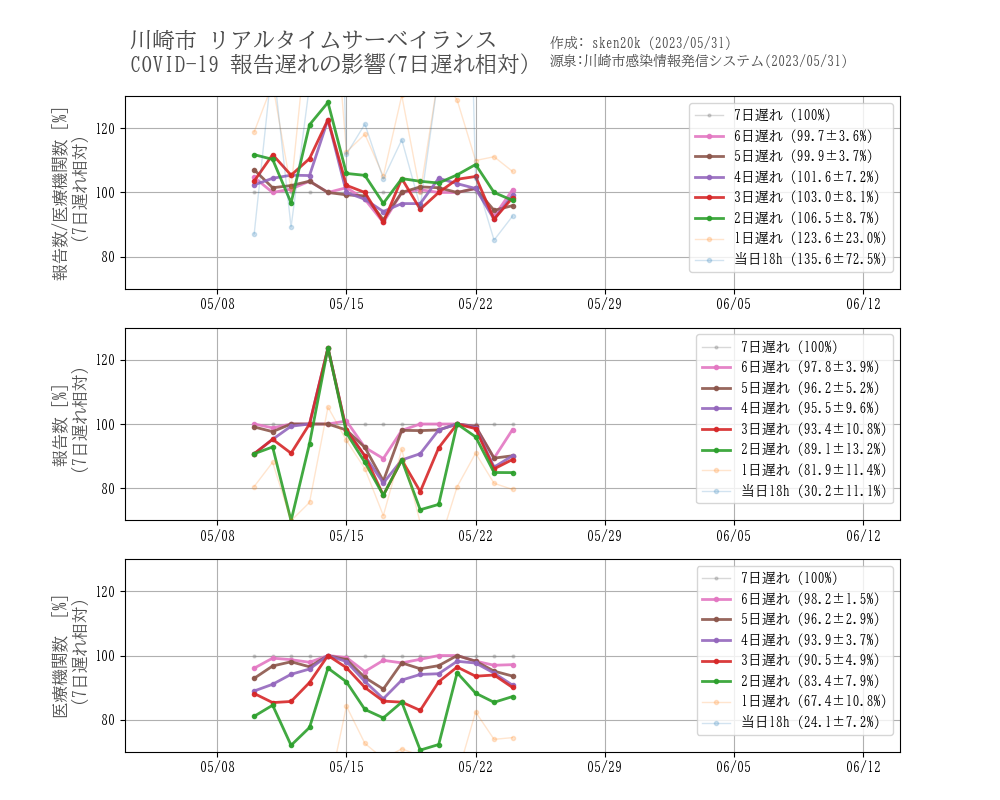 川崎市 リアルタイムサーベイランス
COVID-19 報告遅れの影響(7日遅れ相対)
作成: sken20k (2023/05/31)
源泉:川崎市感染情報発信システム(2023/05/31)
報告数/医療機関数 [%]
(7日遅れ相対)
120
100
80
7日遅れ (100%)
6日遅れ (99.7±3.6%)
5日遅れ (99.9±3.7%)
4日遅れ (101.6±7.2%)
3日遅れ (103.0±8.1%)
2日遅れ (106.5±8.7%)
1日遅れ (123.6±23.0%)
当日18h (135.6±72.5%)
05/08 05/15 05/22 05/29 06/05 06/12
報告数 [%]
(7日遅れ相対)
120
100
80
7日遅れ (100%)
6日遅れ (97.8±3.9%)
5日遅れ (96.2±5.2%)
4日遅れ (95.5±9.6%)
3日遅れ (93.4±10.8%)
2日遅れ (89.1±13.2%)
1日遅れ (81.9±11.4%)
当日18h (30.2±11.1%)
05/08 05/15 05/22 05/29 06/05 06/12
医療機関数 [%]
(7日遅れ相対)
120
100
80
7日遅れ (100%)
6日遅れ (98.2±1.5%)
5日遅れ (96.2±2.9%)
4日遅れ (93.9±3.7%)
3日遅れ (90.5±4.9%)
2日遅れ (83.4±7.9%)
1日遅れ (67.4±10.8%)
当日18h (24.1±7.2%)
05/08 05/15 05/22 05/29 06/05 06/12